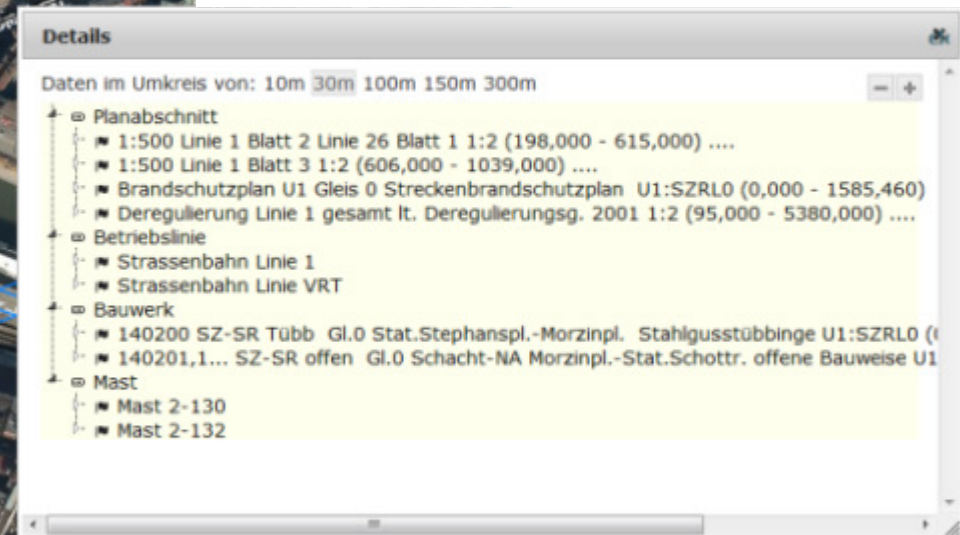 Details
Daten im Umkreis von: 10m 30m 100m 150m 300m
Planabschnitt
1:500 Linie 1 Blatt 2 Linie 26 Blatt 1 1:2 (198,000 - 615,000) ....
1:500 Linie 1 Blatt 3 1:2 (606,000 - 1039,000) ....
Brandschutzplan U1 Gleis 0 Streckenbrandschutzplan U1:SZRL0 (0,000 - 1585,460)
Deregulierung Linie 1 gesamt lt. Deregulierungsg. 2001 1:2 (95,000 - 5380,000) ....
Betriebslinie
Strassenbahn Linie 1
Strassenbahn Linie VRT
Bauwerk
140200 SZ-SR Tübb Gl.0 Stat.Stephanspl.-Morzinpl. Stahlgusstübbinge U1:SZRL0 (
140201,1... SZ-SR offen Gl.0 Schacht-NA Morzinpl.-Stat.Schottr. offene Bauweise U1
Mast
Mast 2-130
Mast 2-132